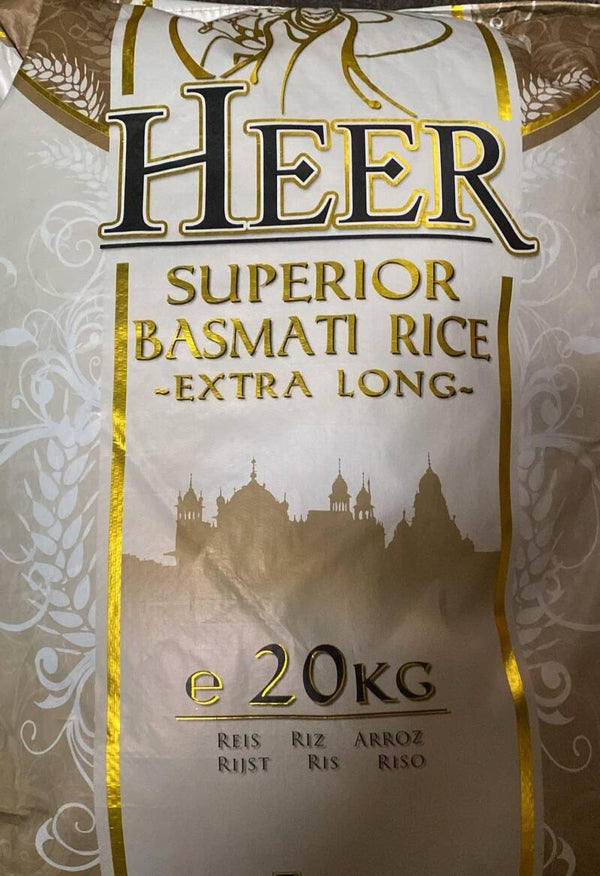 HEER
SUPERIOR
BASMATI RICE
-EXTRA LONG-
e 20KG
REIS RIZ ARROZ
RIJST RIS RISO